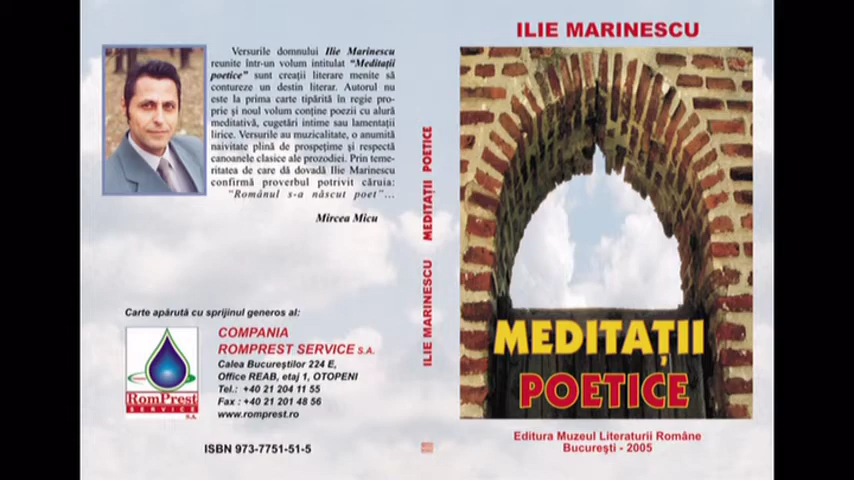 Versurile domnului Ilie Marinescu
reunite într-un volum intitulat “Meditații
poetice” sunt creații literare menite să
contureze un destin literar. Autorul nu
este la prima carte tipărită în regie pro-
prie și noul volum conține poezii cu alură
meditativă, cugetări intime sau lamentații
lirice. Versurile au muzicalitate, o anumită
naivitate plină de prospețime și respectă
canoanele clasice ale prozodiei. Prin teme-
ritatea de care dă dovadă Ilie Marinescu
confirmă proverbul potrivit căruia:
“Românul s-a născut poet”...
Mircea Micu
Carte apărută cu sprijinul generos al:
RomPrest
SERVICE
S.A.
COMPANIA
ROMPREST SERVICE S.A.
Calea Bucureștilor 224 E,
Office REAB, etaj 1, OTOPENI
Tel.: +40 21 204 11 55
Fax : +40 21 201 48 56
www.romprest.ro
ISBN 973-7751-51-5
ILIE MARINESCU MEDITAȚII POETICE
ILIE MARINESCU
MEDITAȚII
POETICE
Editura Muzeul Literaturii Române
București - 2005